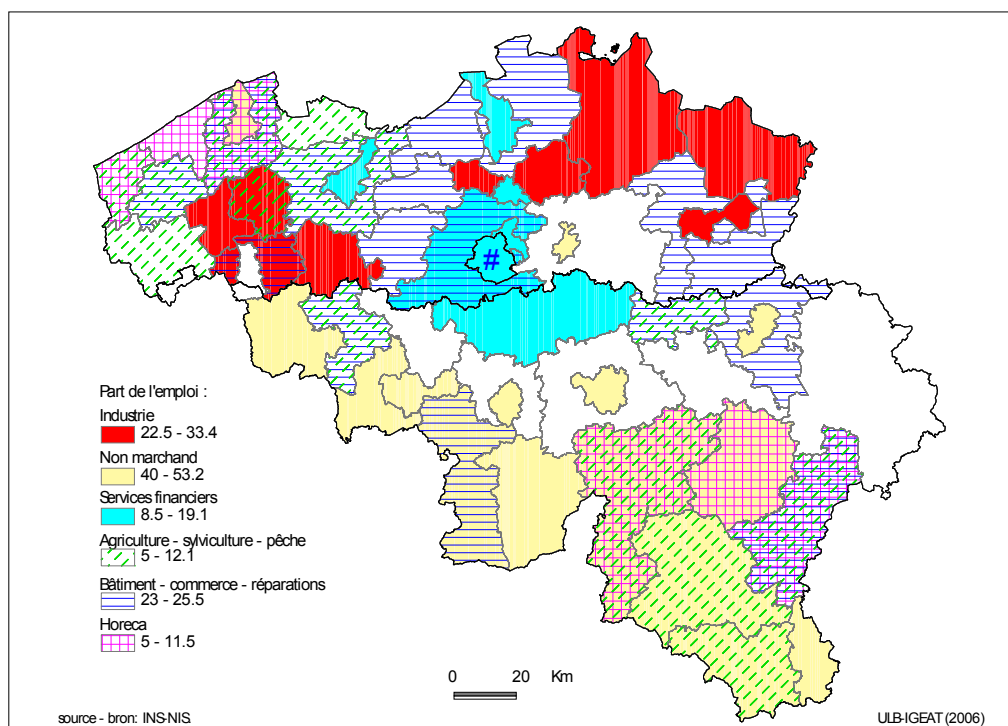 #
Part de l'emploi :
Industrie
22.5 - 33.4
Non marchand
40 - 53.2
Services financiers
8.5 - 19.1
Agriculture - sylviculture - pêche
5 - 12.1
Bâtiment - commerce - réparations
23 - 25.5
Horeca
5 - 11.5
0 20 Km
source - bron: INS-NIS.
ULB-IGEAT (2006)